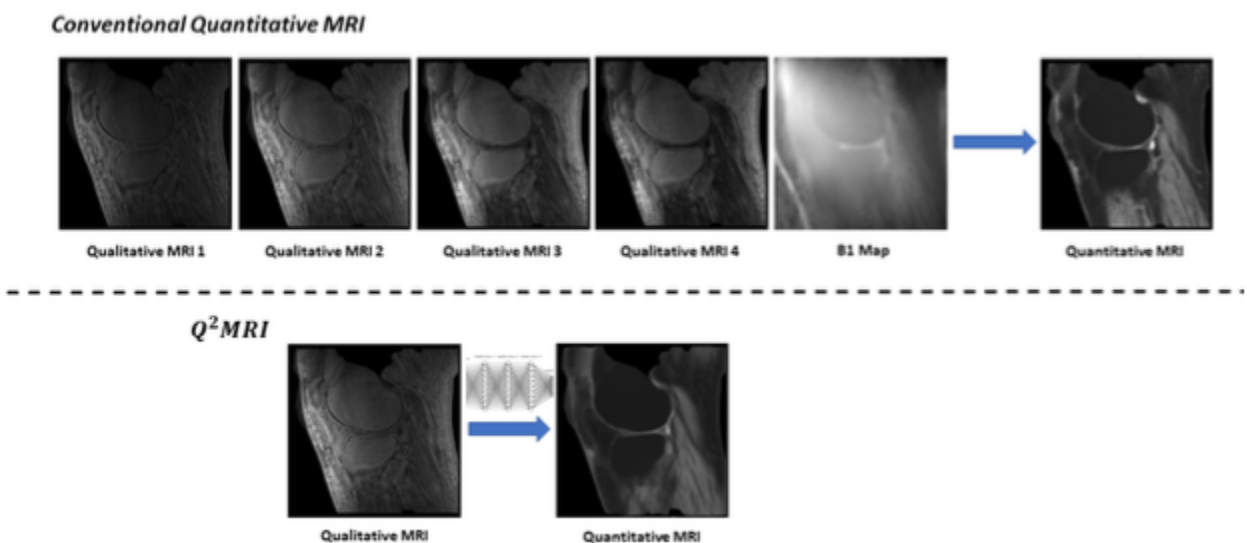 Conventional Quantitative MRI
Qualitative MRI 1
Qualitative MRI 2
Qualitative MRI 3
Qualitative MRI 4
B1 Map
Quantitative MRI
Q²MRI
Qualitative MRI
Quantitative MRI